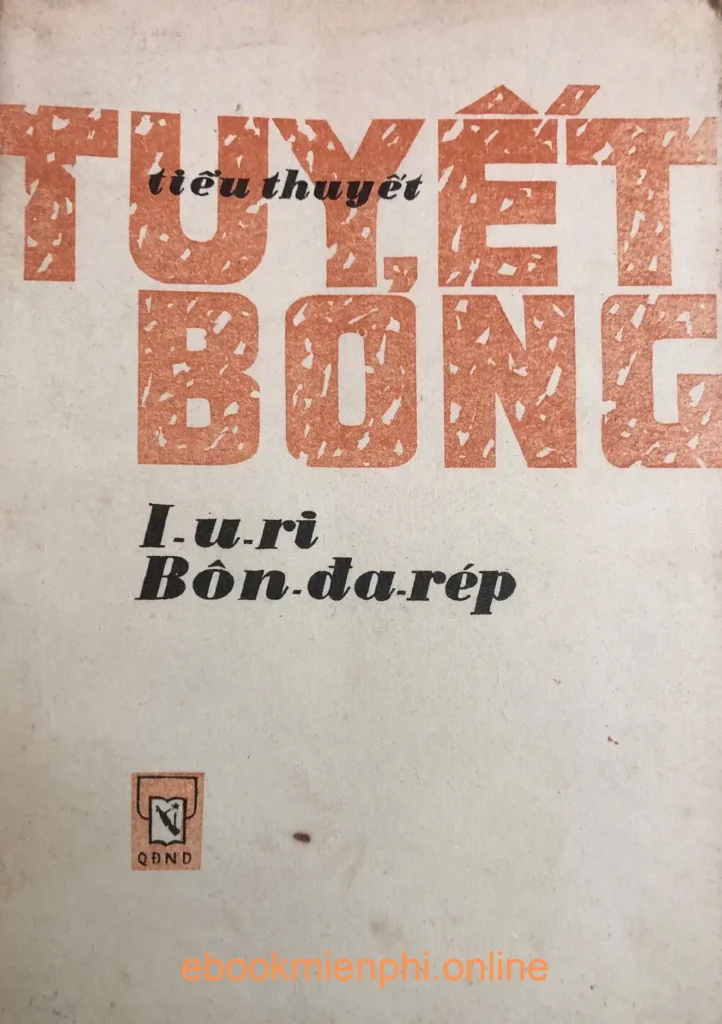 TUYẾT
tiểu thuyết
BỎNG
I-u-ri
Bôn-đa-rép
QĐND
ebookmienphi.online